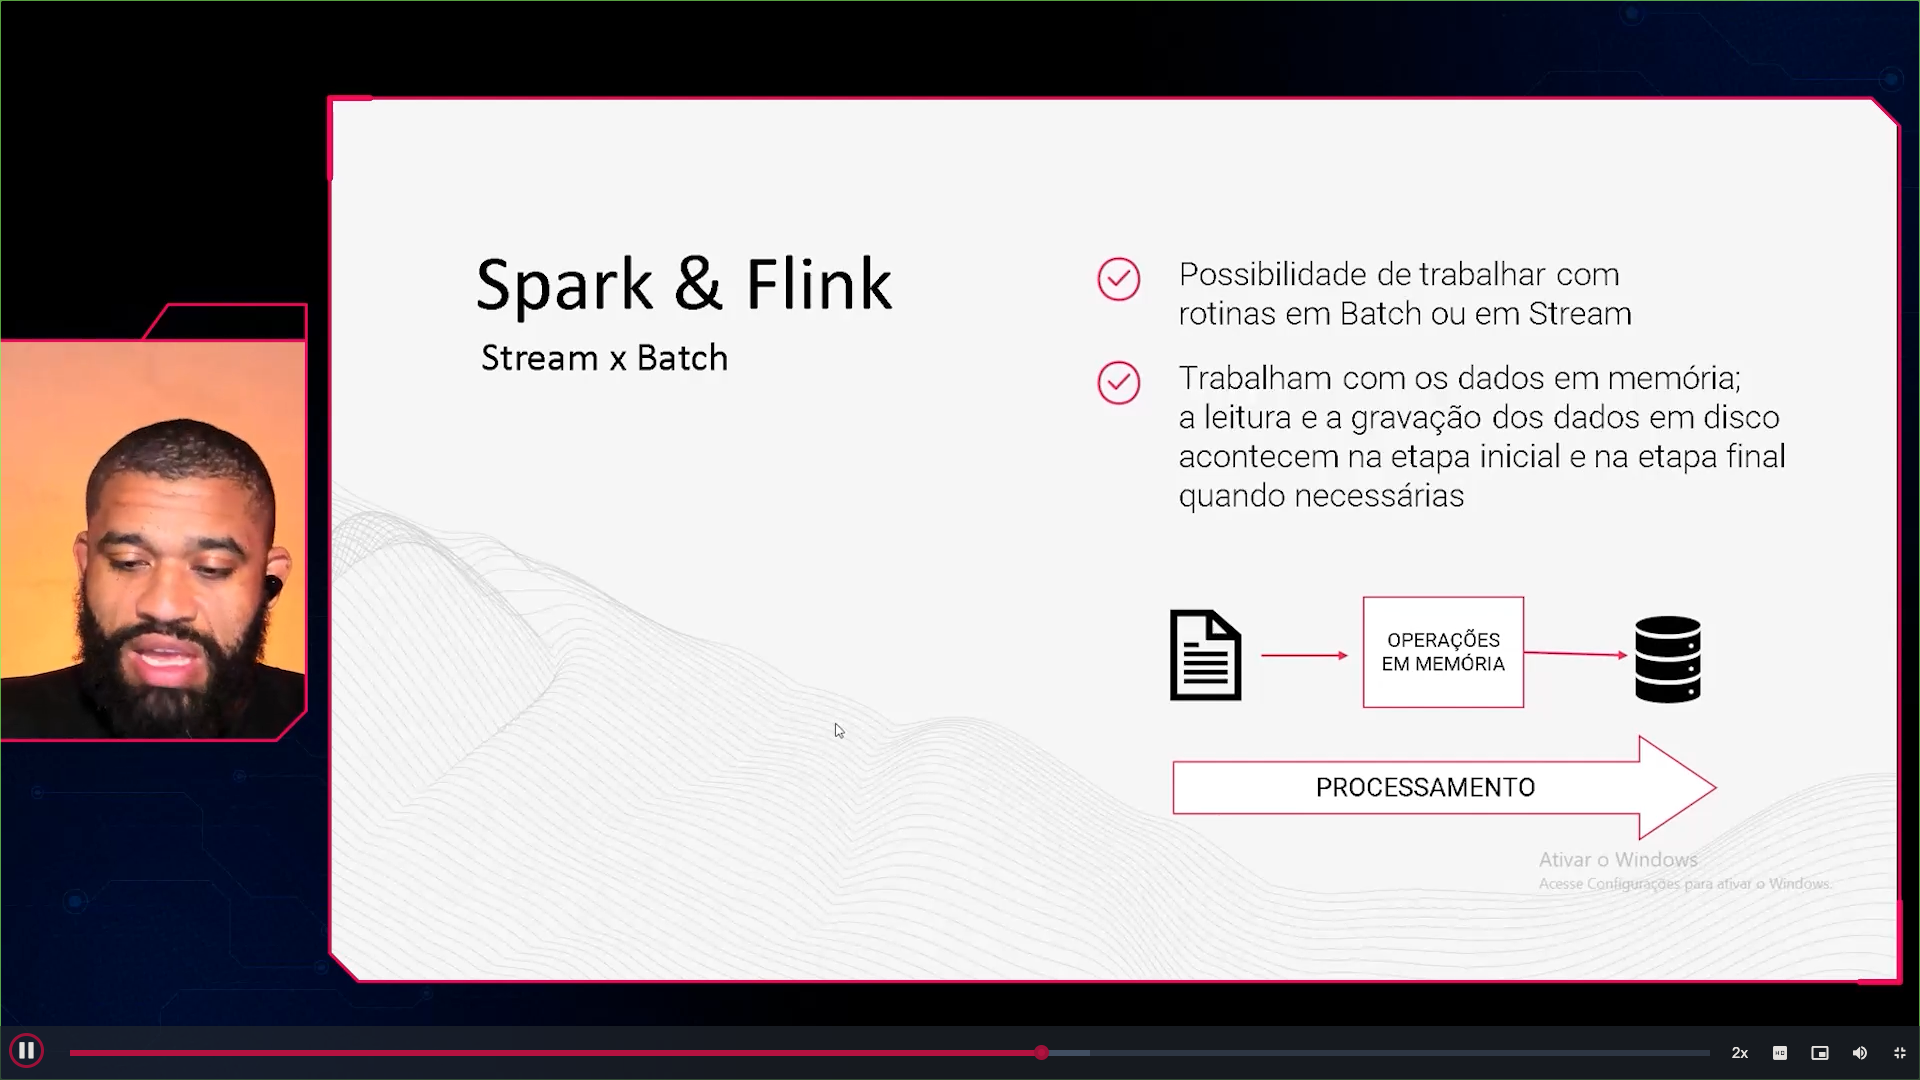 Spark & Flink
Stream x Batch
Possibilidade de trabalhar com
rotinas em Batch ou em Stream
Trabalham com os dados em memória;
a leitura e a gravação dos dados em disco
acontecem na etapa inicial e na etapa final
quando necessárias
OPERAÇÕES
EM MEMÓRIA
PROCESSAMENTO
Ativar o Windows
Acesse Configurações para ativar o Windows.
2x
HD